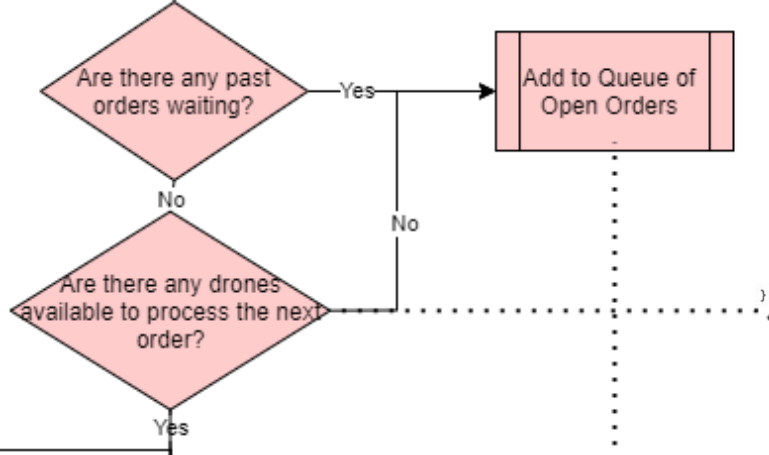 Are there any past
orders waiting?
Yes
Add to Queue of
Open Orders
No
No
Are there any drones
available to process the next
order?
Yes
}